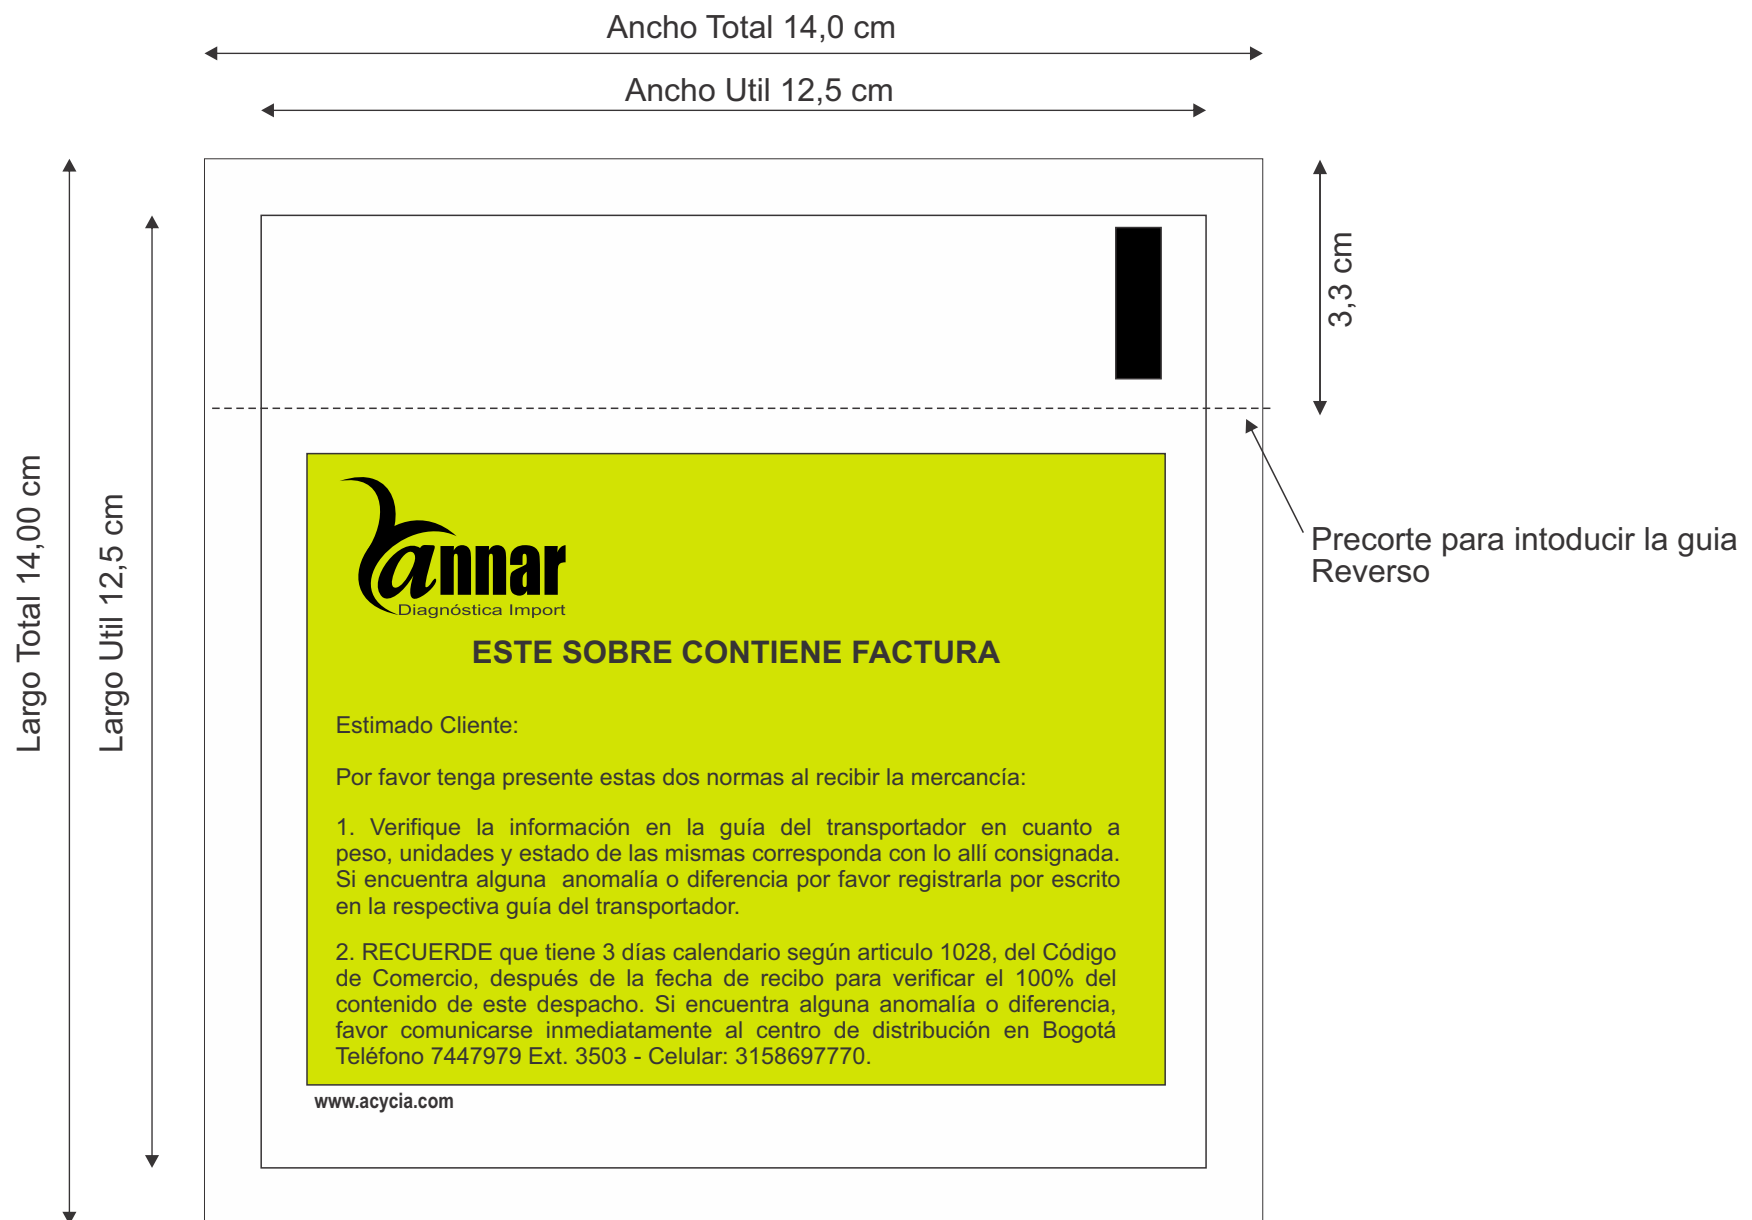 Ancho Total 14,0 cm
Ancho Util 12,5 cm
3,3 cm
Largo Total 14,00 cm
Largo Util 12,5 cm
Precorte para intoducir la guia
Reverso
annar
Diagnóstica Import
ESTE SOBRE CONTIENE FACTURA
Estimado Cliente:
Por favor tenga presente estas dos normas al recibir la mercancía:
1. Verifique la información en la guía del transportador en cuanto a
peso, unidades y estado de las mismas corresponda con lo allí consignada.
Si encuentra alguna anomalía o diferencia por favor registrarla por escrito
en la respectiva guía del transportador.
2. RECUERDE que tiene 3 días calendario según articulo 1028, del Código
de Comercio, después de la fecha de recibo para verificar el 100% del
contenido de este despacho. Si encuentra alguna anomalía o diferencia,
favor comunicarse inmediatamente al centro de distribución en Bogotá
Teléfono 7447979 Ext. 3503 - Celular: 3158697770.
www.acycia.com